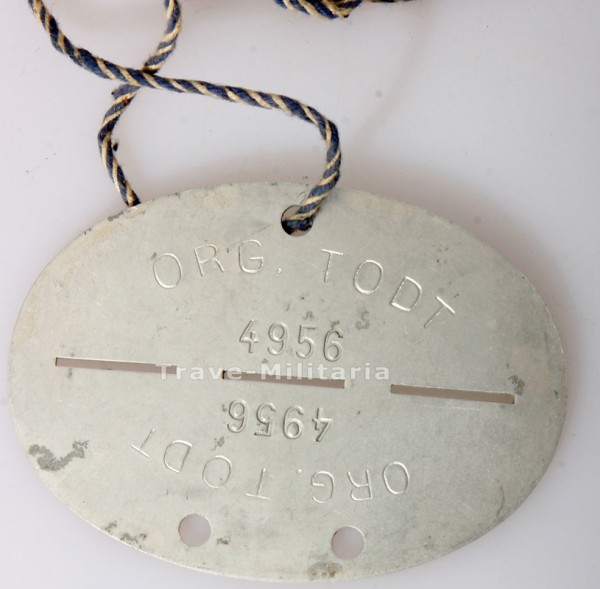 ORG. TODT
4956
Trave-Militaria
4956
ORG. TODT